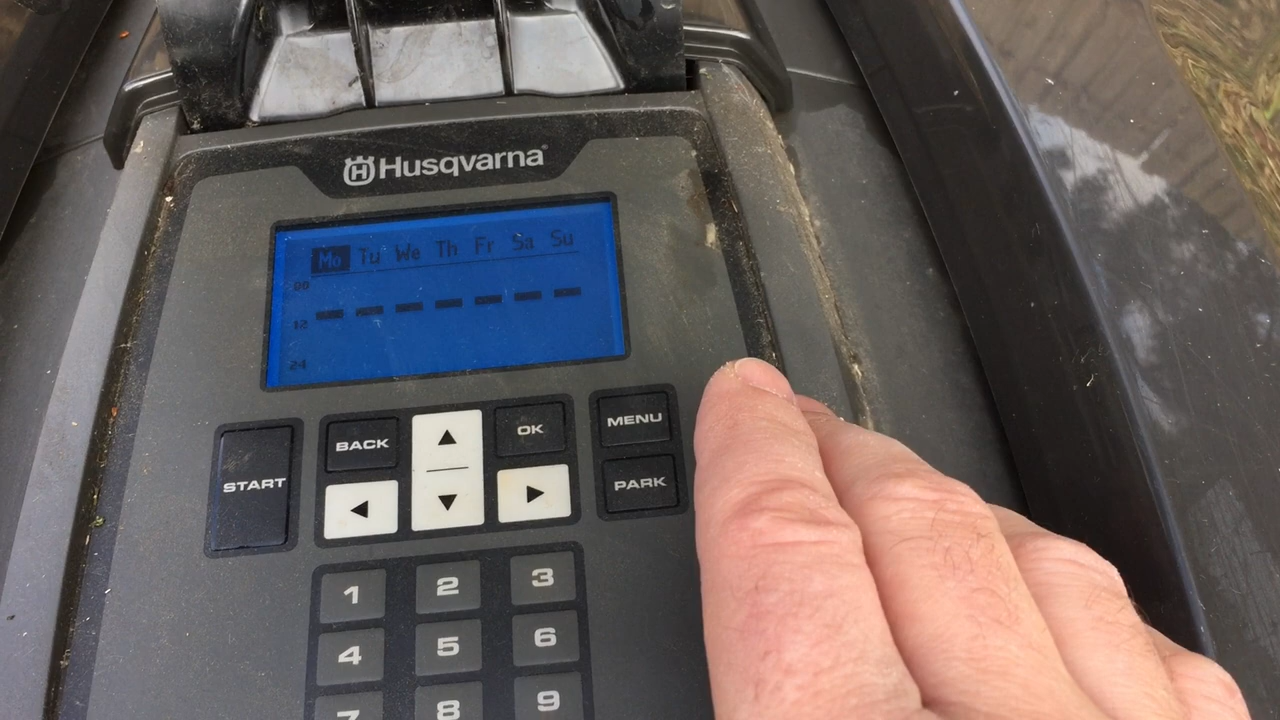 Husqvarna®
Mo Tu We Th Fr Sa Su
00
12
24
START
BACK
OK
MENU
PARK
1 2 3
4 5 6
7 8 9